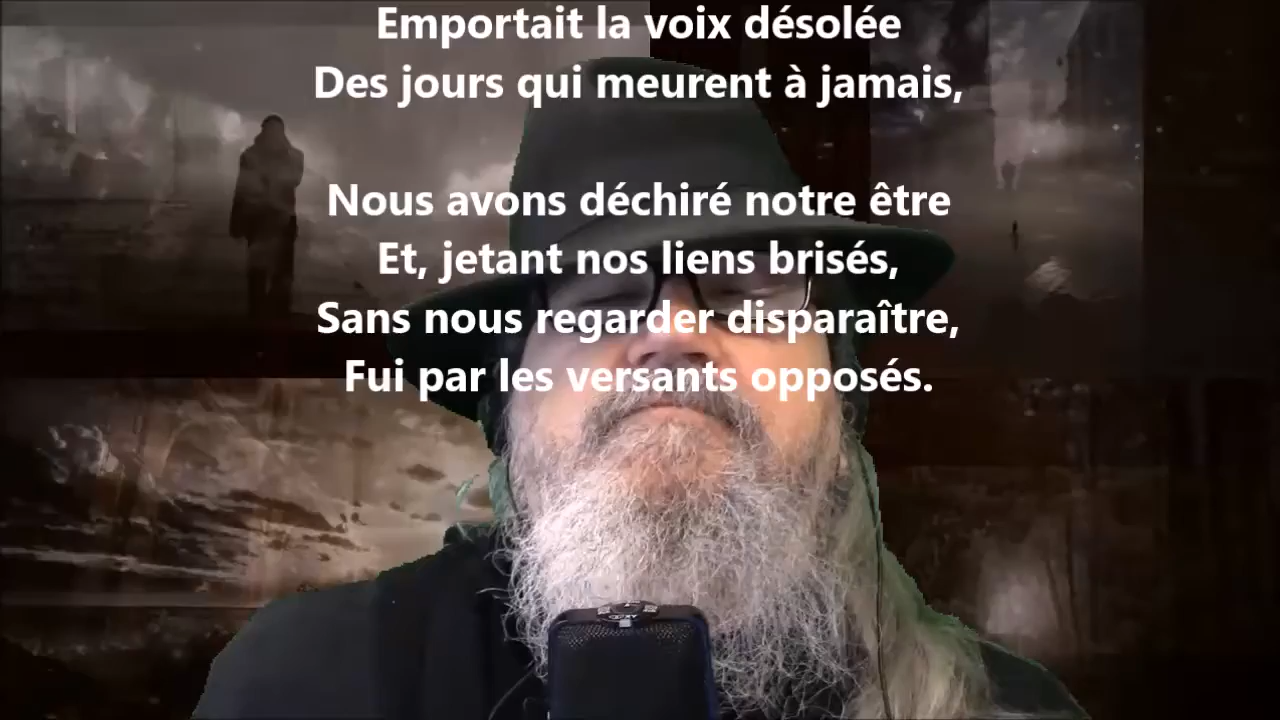 Emportait la voix désolée
Des jours qui meurent à jamais,
Nous avons déchiré notre être
Et, jetant nos liens brisés,
Sans nous regarder disparaître,
Fui par les versants opposés.